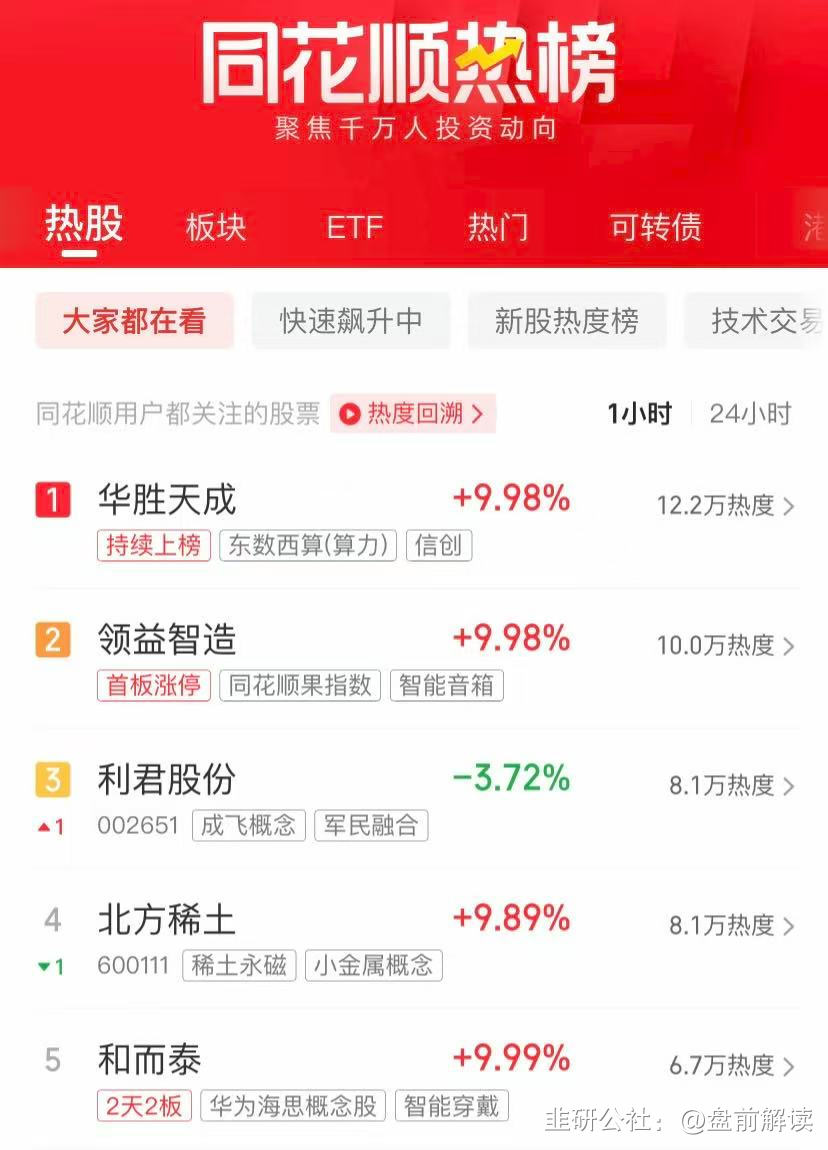 同花顺热榜
聚焦千万人投资动向
热股 板块 ETF 热门 可转债 港
大家都在看 快速飙升中 新股热度榜 技术交易
同花顺用户都关注的股票 热度回溯 > 1小时 24小时
1 华胜天成 +9.98% 12.2万热度 >
持续上榜 东数西算(算力) 信创
2 领益智造 +9.98% 10.0万热度 >
首板涨停 同花顺果指数 智能音箱
3 利君股份 -3.72% 8.1万热度 >
▲1 002651 成飞概念 军民融合
4 北方稀土 +9.89% 8.1万热度 >
▼1 600111 稀土永磁 小金属概念
5 和而泰 +9.99% 6.7万热度 >
2天2板 华为海思概念股 智能穿戴
韭研公社：@盘前解读